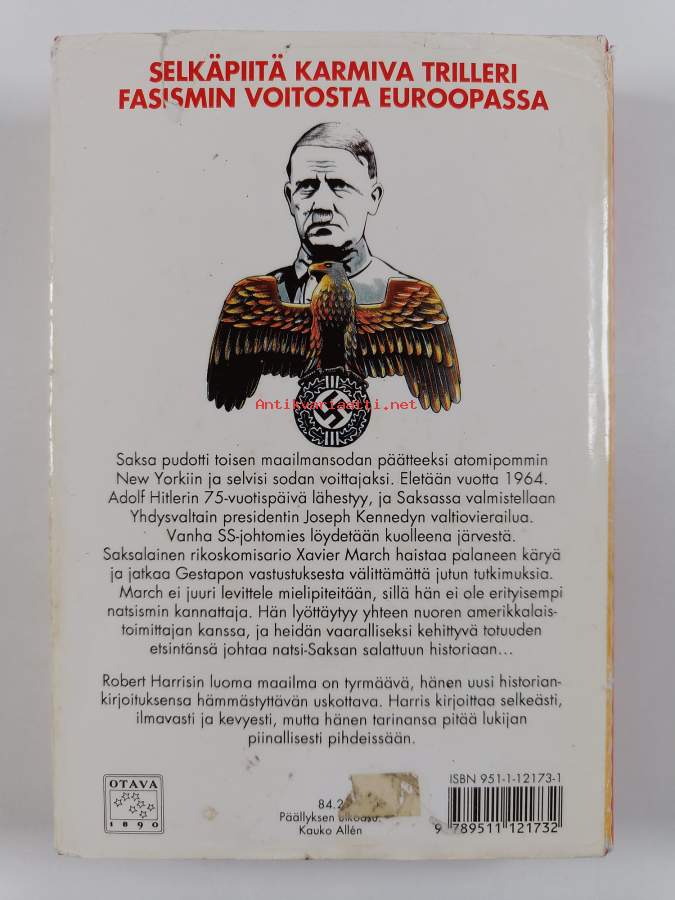 SELKÄPIITÄ KARMIVA TRILLERI
FASISMIN VOITOSTA EUROOPASSA
Antikvariaatti.net
Saksa pudotti toisen maailmansodan päätteeksi atomipommin
New Yorkiin ja selvisi sodan voittajaksi. Eletään vuotta 1964.
Adolf Hitlerin 75-vuotispäivä lähestyy, ja Saksassa valmistellaan
Yhdysvaltain presidentin Joseph Kennedyn valtiovierailua.
Vanha SS-johtomies löydetään kuolleena järvestä.
Saksalainen rikoskomisario Xavier March haistaa palaneen käryä
ja jatkaa Gestapon vastustuksesta välittämättä jutun tutkimuksia.
March ei juuri levittele mielipiteitään, sillä hän ei ole erityisempi
natsismin kannattaja. Hän lyöttäytyy yhteen nuoren amerikkalais-
toimittajan kanssa, ja heidän vaaralliseksi kehittyvä totuuden
etsintänsä johtaa natsi-Saksan salattuun historiaan...
Robert Harrisin luoma maailma on tyrmäävä, hänen uusi historian-
kirjoituksensa hämmästyttävän uskottava. Harris kirjoittaa selkeästi,
ilmavasti ja kevyesti, mutta hänen tarinansa pitää lukijan
piinallisesti pihdeissään.
OTAVA
1890
84.2
Päällyksen ulkoasu:
Kauko Allén
ISBN 951-1-12173-1
9 789511 121732